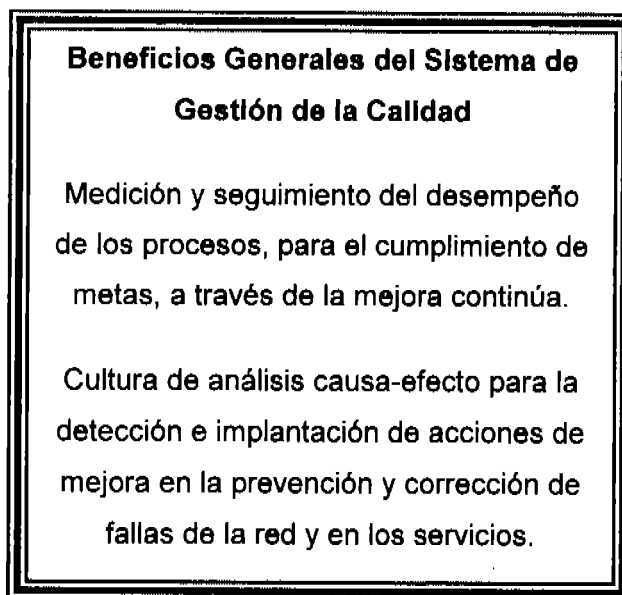 Beneficios Generales del Sistema de
Gestión de la Calidad
Medición y seguimiento del desempeño
de los procesos, para el cumplimiento de
metas, a través de la mejora continúa.
Cultura de análisis causa-efecto para la
detección e implantación de acciones de
mejora en la prevención y corrección de
fallas de la red y en los servicios.